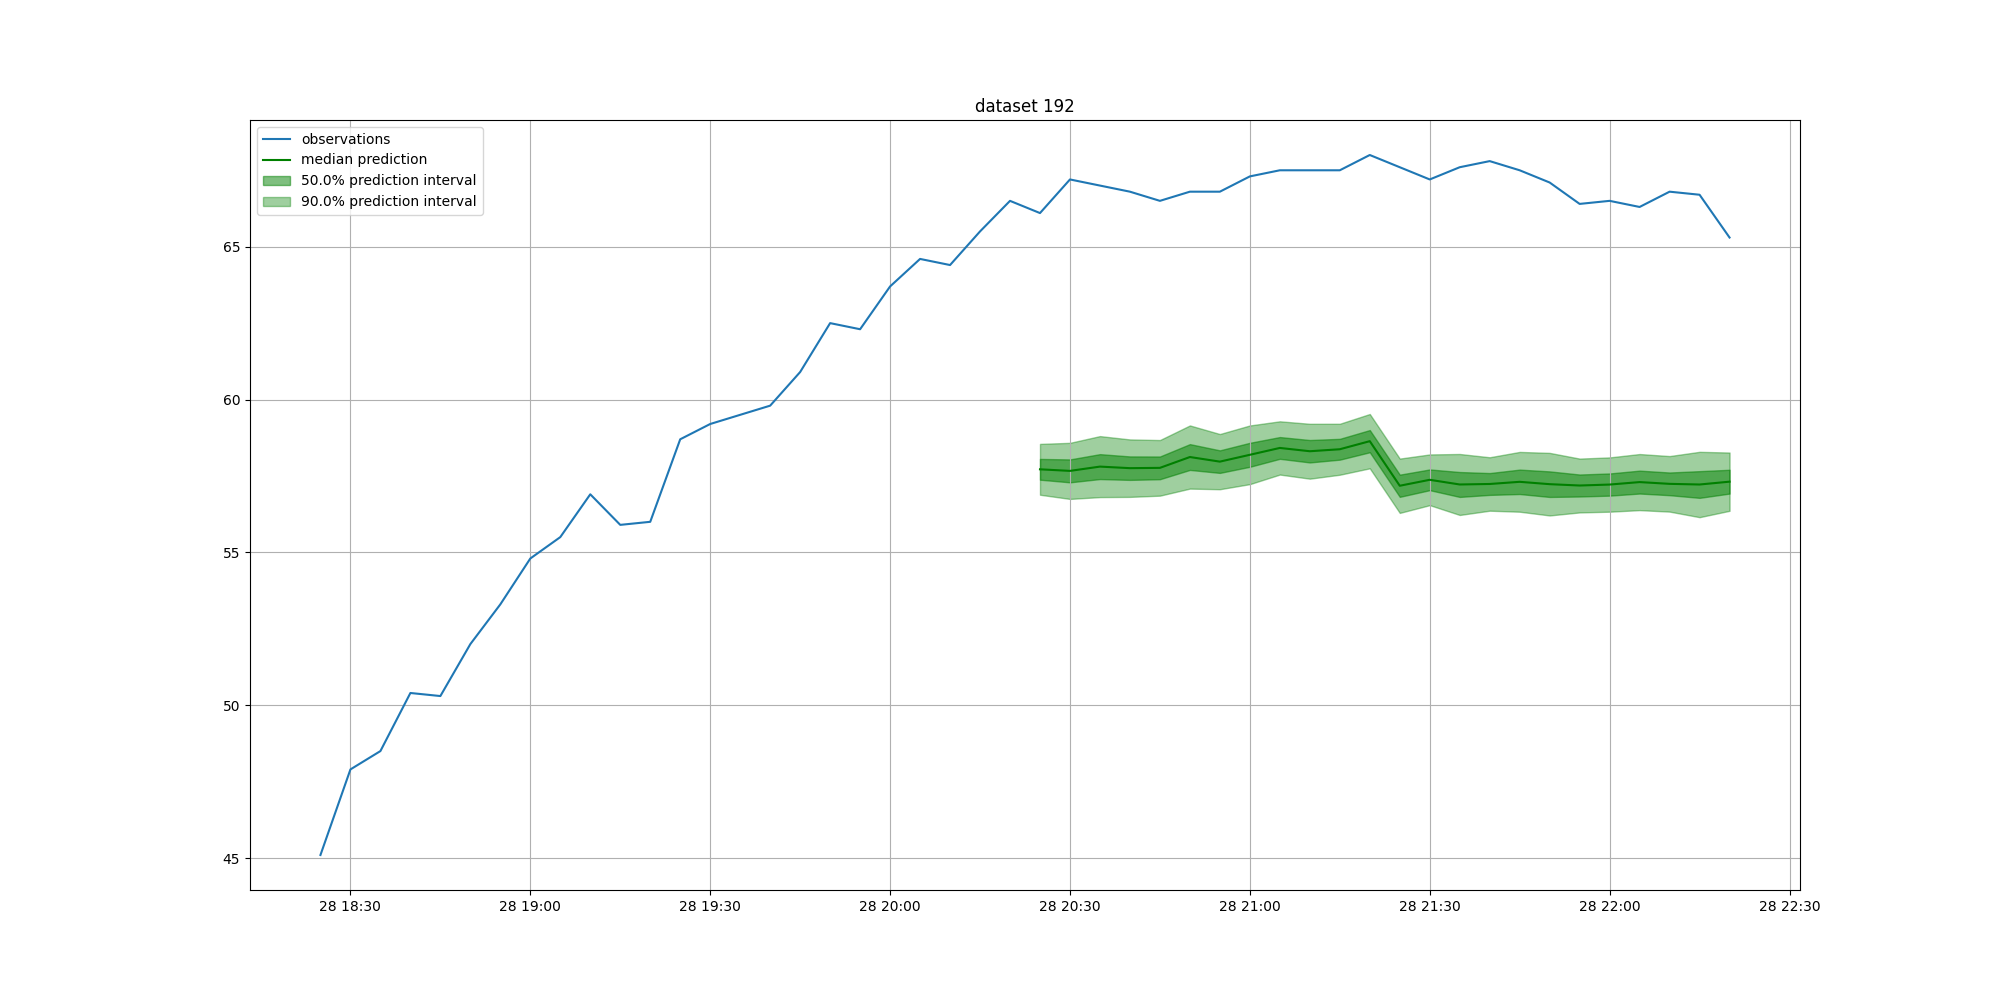 dataset 192
observations
median prediction
50.0% prediction interval
90.0% prediction interval
65
60
55
50
45
28 18:30
28 19:00
28 19:30
28 20:00
28 20:30
28 21:00
28 21:30
28 22:00
28 22:30